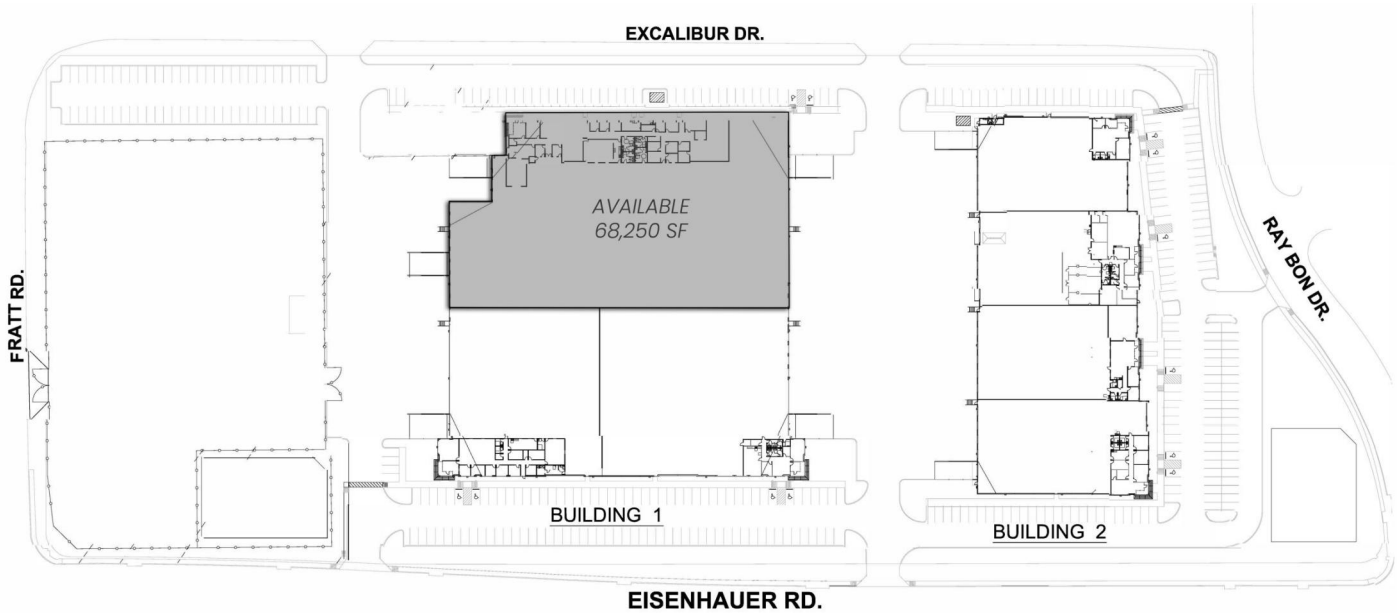 EXCALIBUR DR.
AVAILABLE
68,250 SF
FRATT RD.
RAY BON DR.
BUILDING 1
BUILDING 2
EISENHAUER RD.